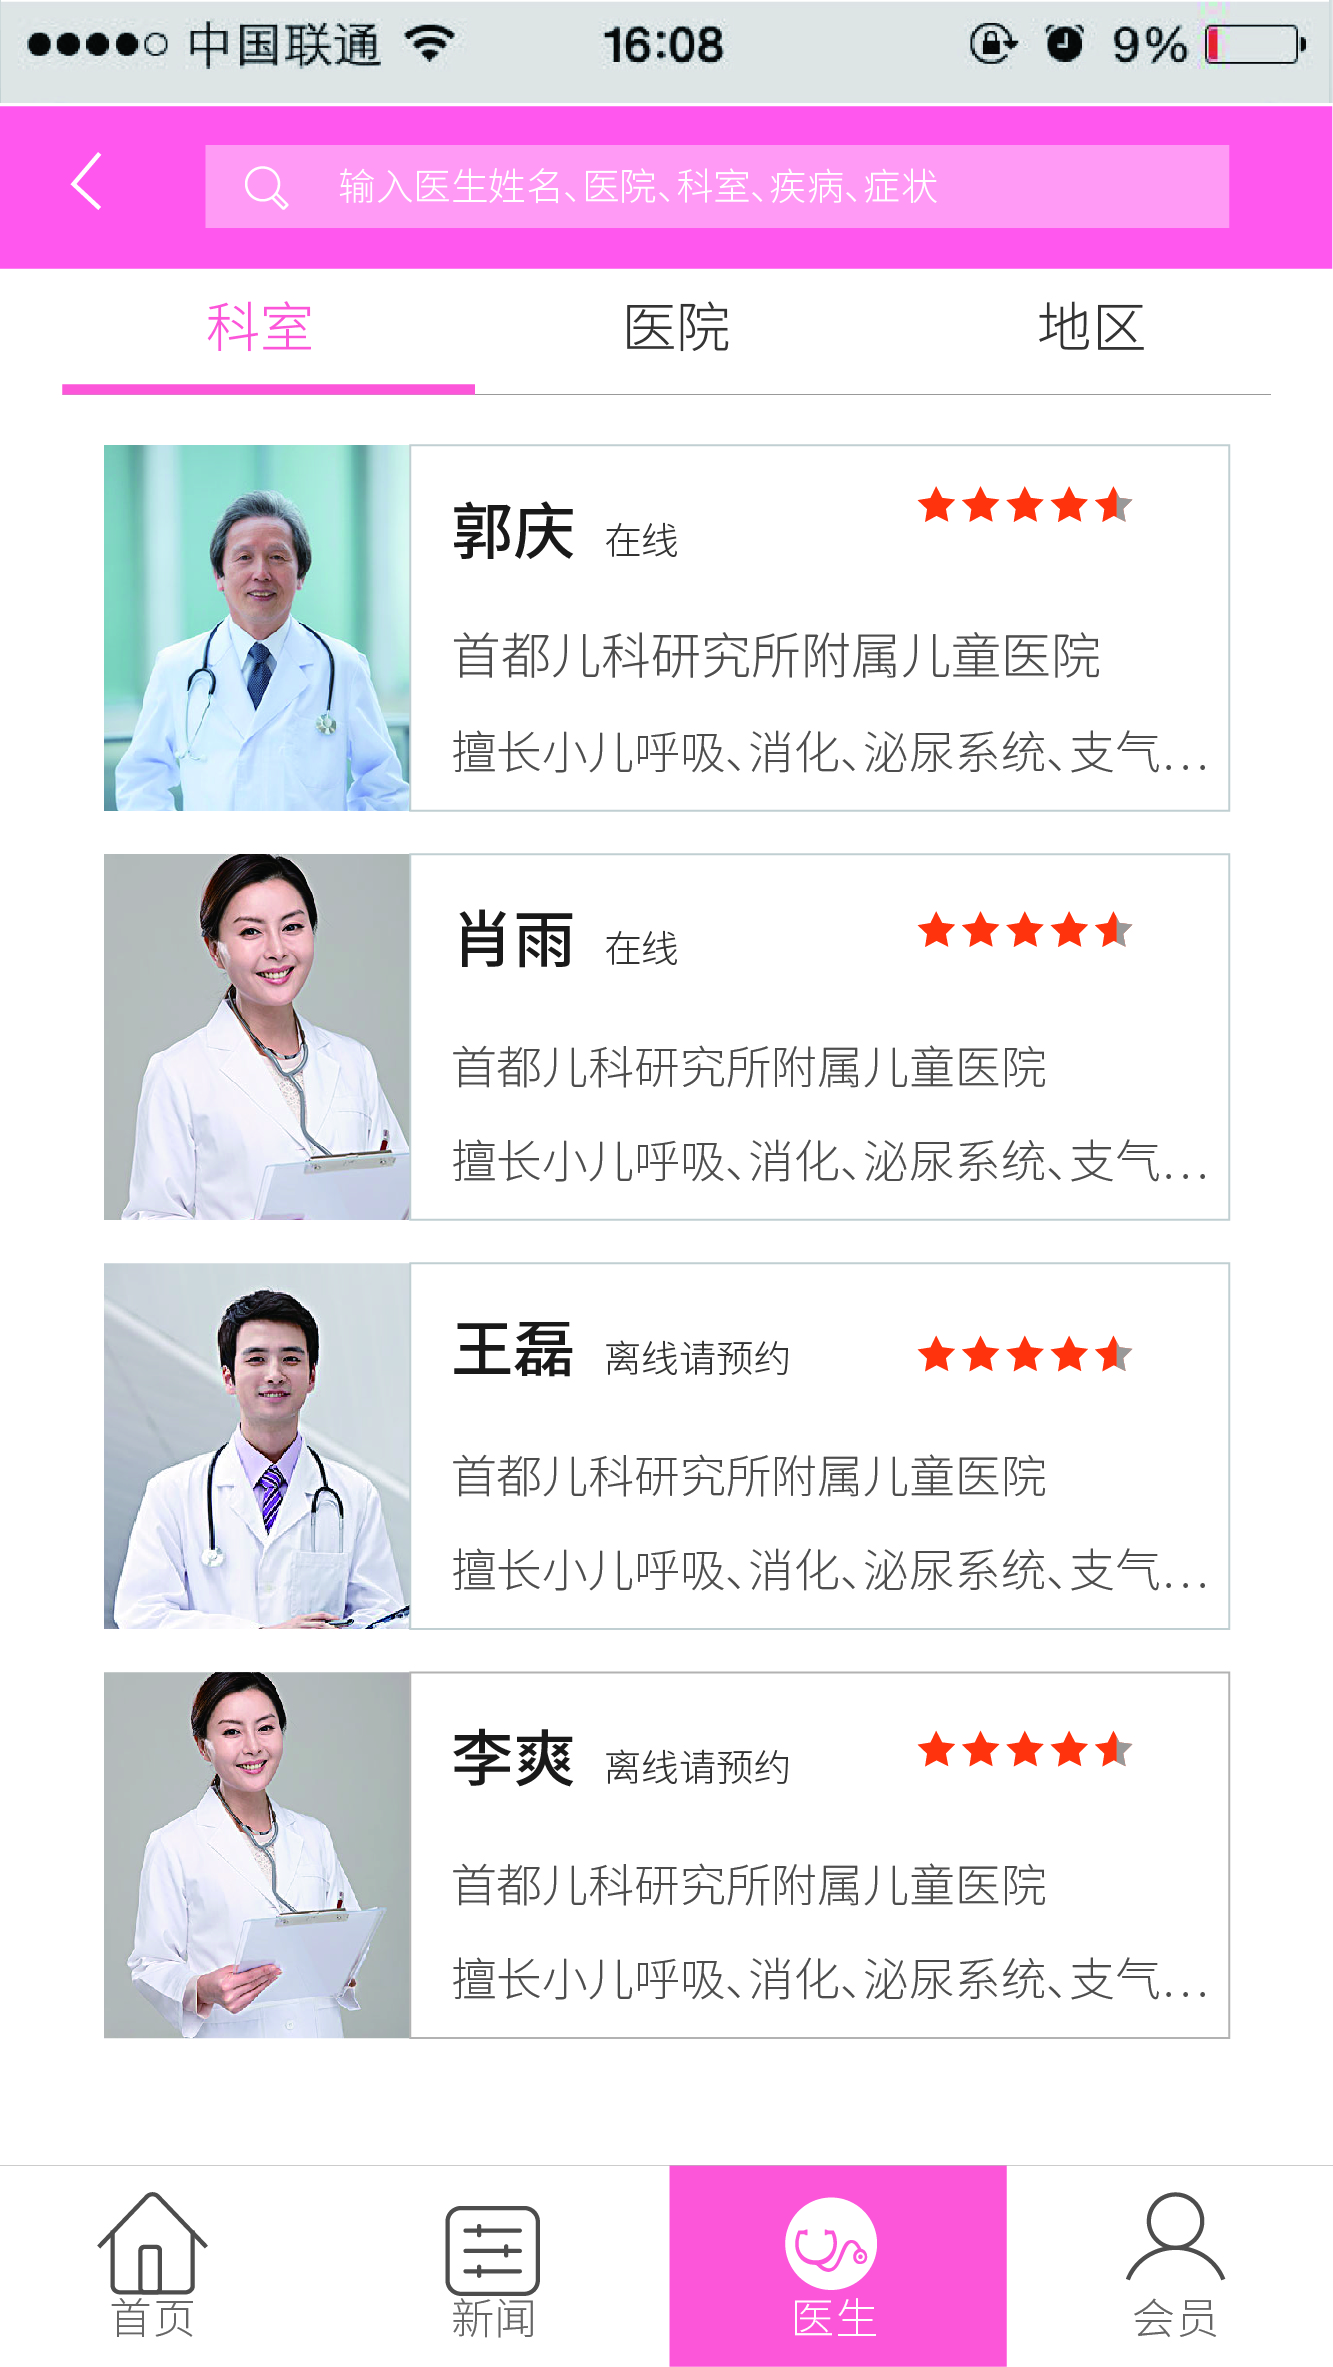 中国联通 16:08 9%
输入医生姓名、医院、科室、疾病、症状
科室 医院 地区
郭庆 在线
首都儿科研究所附属儿童医院
擅长小儿呼吸、消化、泌尿系统、支气...
肖雨 在线
首都儿科研究所附属儿童医院
擅长小儿呼吸、消化、泌尿系统、支气...
王磊 离线请预约
首都儿科研究所附属儿童医院
擅长小儿呼吸、消化、泌尿系统、支气...
李爽 离线请预约
首都儿科研究所附属儿童医院
擅长小儿呼吸、消化、泌尿系统、支气...
首页 新闻 医生 会员